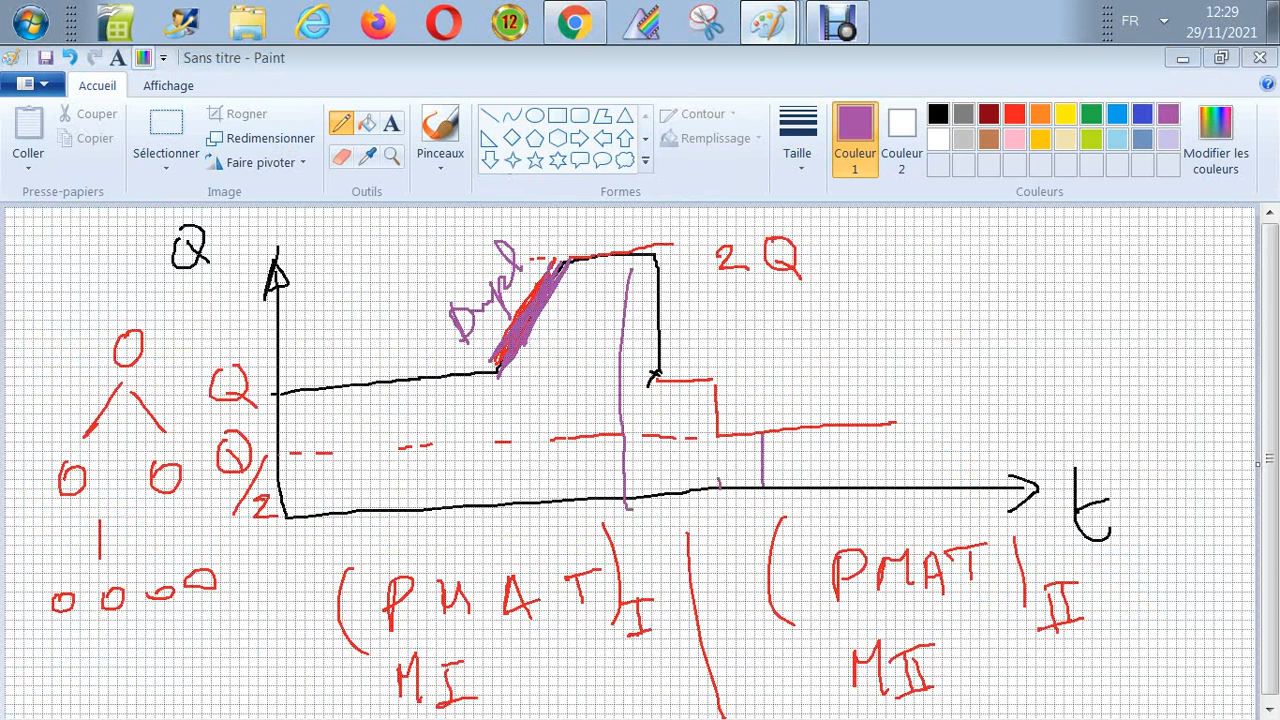 12
FR
12:29
29/11/2021
Sans titre - Paint
Accueil
Affichage
Coller
Couper
Copier
Presse-papiers
Sélectionner
Rogner
Redimensionner
Faire pivoter
Image
A
Outils
Pinceaux
Contour
Remplissage
Formes
Taille
Couleur 1
Couleur 2
Modifier les couleurs
Couleurs
Q
Dupl
2Q
Q
Q/2
t
(PMAT)I
(PMAT)II
MI
MII